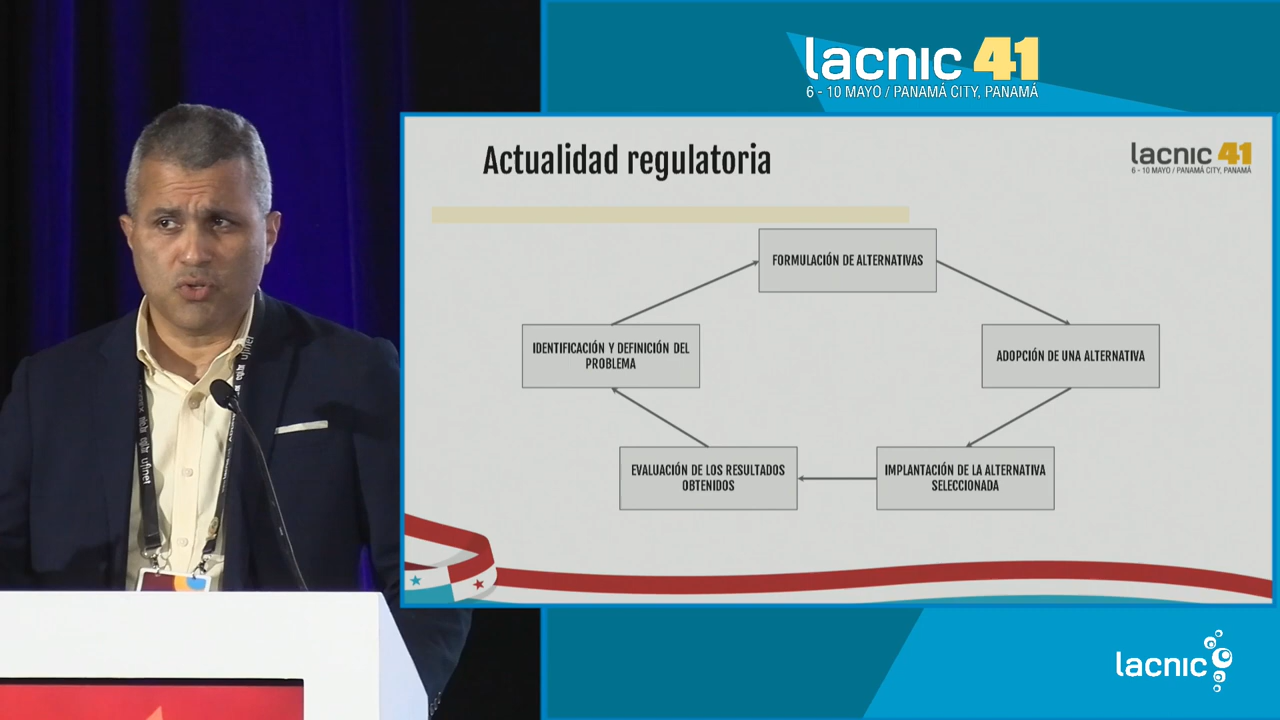 lacnic 41
6 - 10 MAYO / PANAMÁ CITY, PANAMÁ
Actualidad regulatoria
lacnic 41
6 - 10 MAYO / PANAMÁ CITY, PANAMÁ
FORMULACIÓN DE ALTERNATIVAS
IDENTIFICACIÓN Y DEFINICIÓN DEL
PROBLEMA
ADOPCIÓN DE UNA ALTERNATIVA
EVALUACIÓN DE LOS RESULTADOS
OBTENIDOS
IMPLANTACIÓN DE LA ALTERNATIVA
SELECCIONADA
lacnic